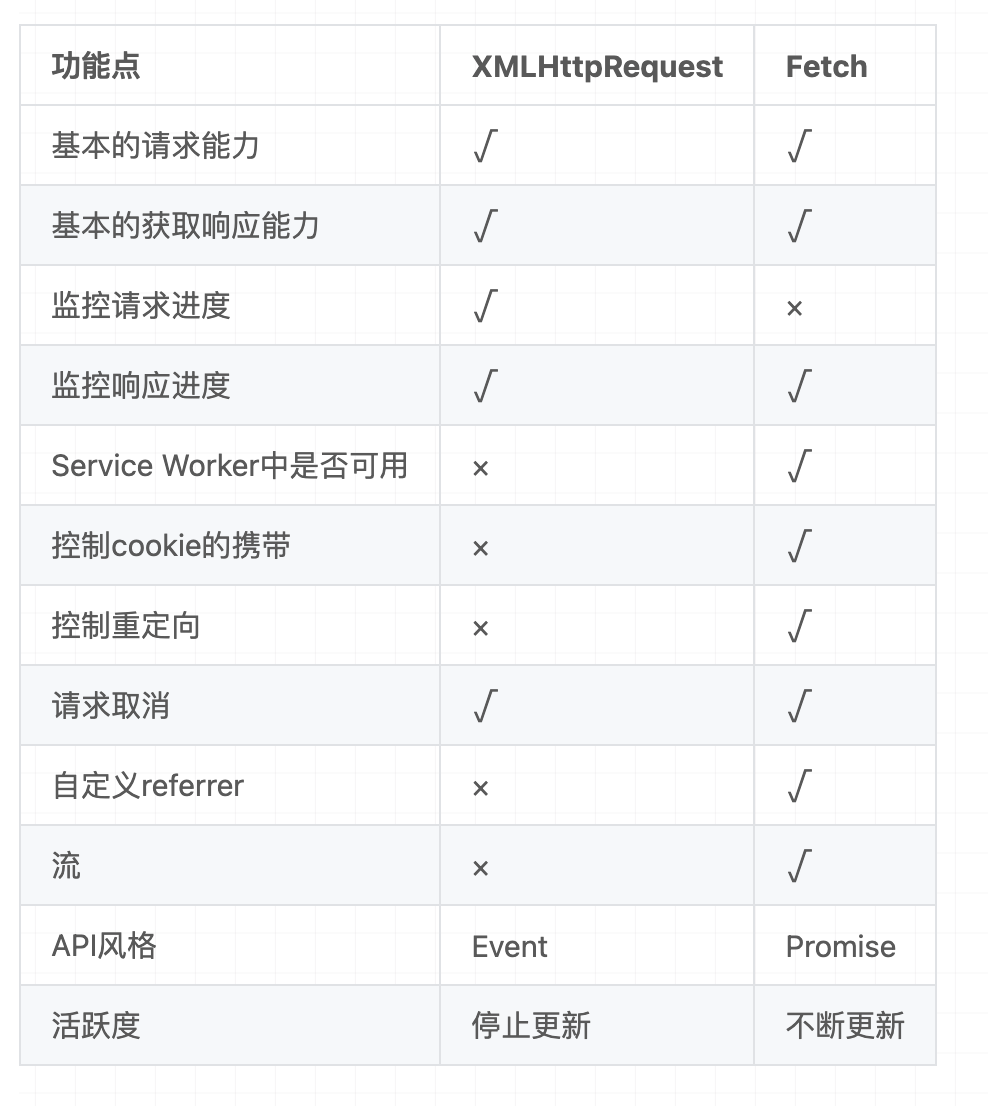 功能点 XMLHttpRequest Fetch
基本的请求能力 √ √
基本的获取响应能力 √ √
监控请求进度 √ ×
监控响应进度 √ √
Service Worker中是否可用 × √
控制cookie的携带 × √
控制重定向 × √
请求取消 √ √
自定义referrer × √
流 × √
API风格 Event Promise
活跃度 停止更新 不断更新